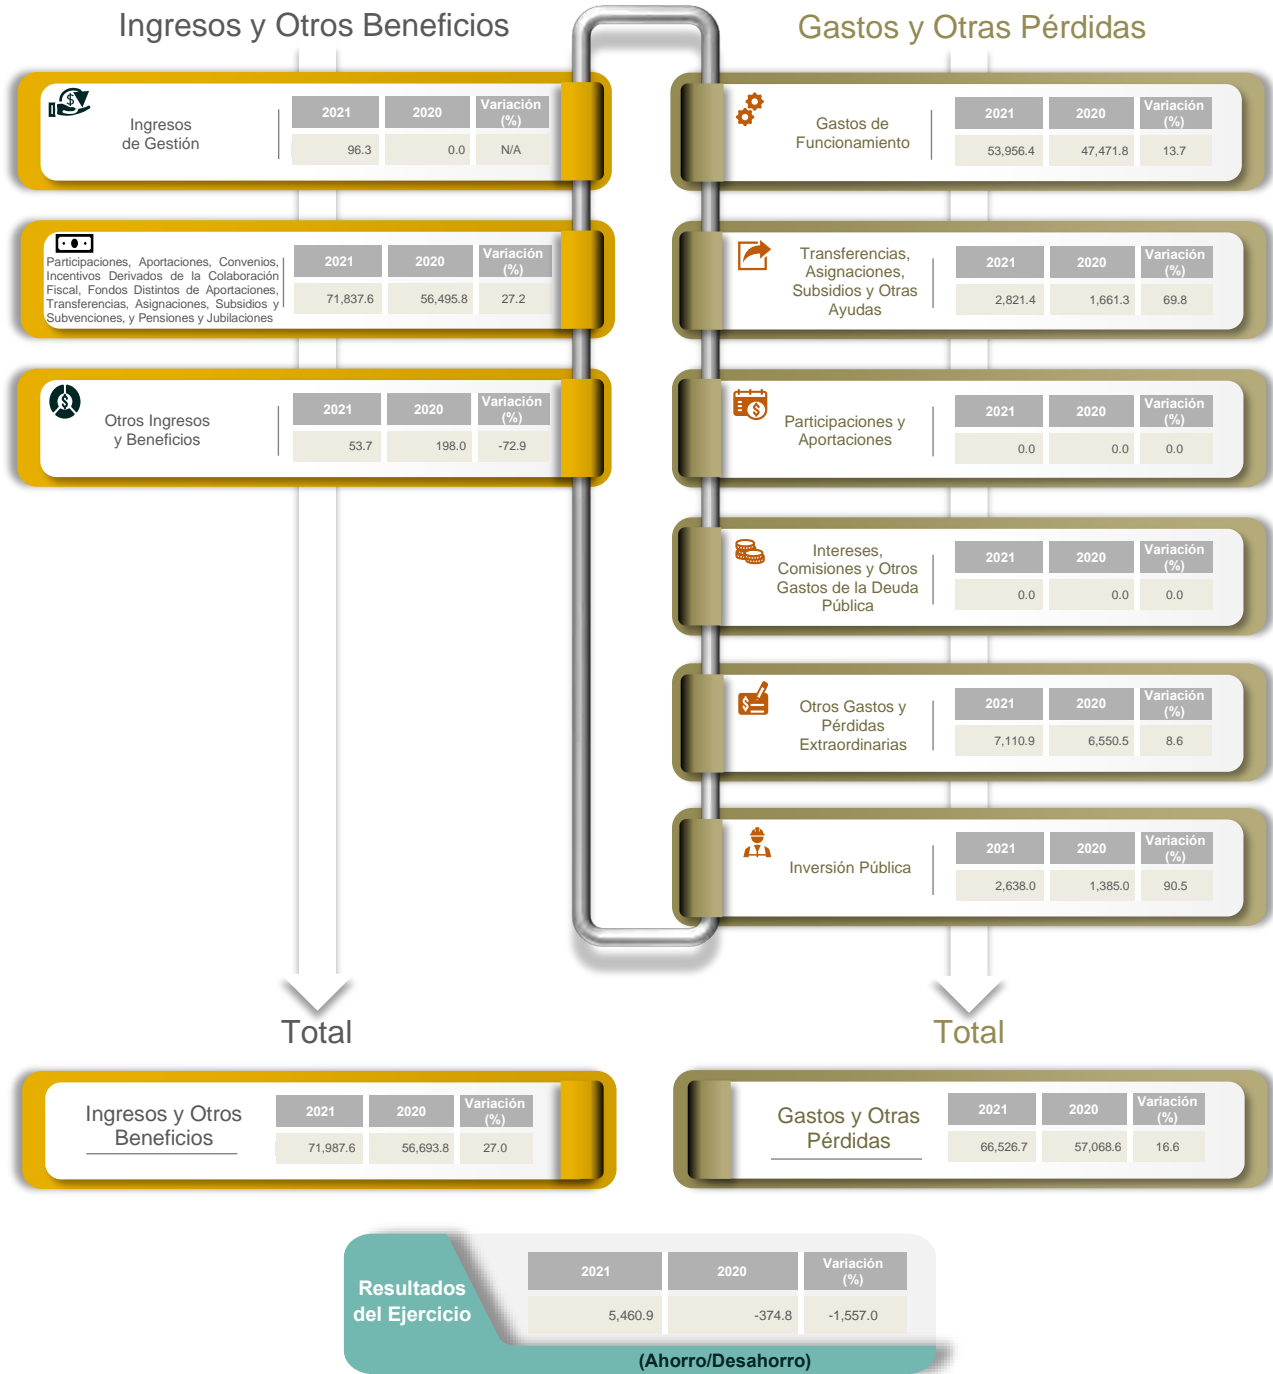 Ingresos y Otros Beneficios
Ingresos
de Gestión
2021 2020 Variación
(%)
96.3 0.0 N/A
Participaciones, Aportaciones, Convenios,
Incentivos Derivados de la Colaboración
Fiscal, Fondos Distintos de Aportaciones,
Transferencias, Asignaciones, Subsidios y
Subvenciones, y Pensiones y Jubilaciones
2021 2020 Variación
(%)
71,837.6 56,495.8 27.2
Otros Ingresos
y Beneficios
2021 2020 Variación
(%)
53.7 198.0 -72.9
Total
Ingresos y Otros
Beneficios
2021 2020 Variación
(%)
71,987.6 56,693.8 27.0
Gastos y Otras Pérdidas
Gastos de
Funcionamiento
2021 2020 Variación
(%)
53,956.4 47,471.8 13.7
Transferencias,
Asignaciones,
Subsidios y Otras
Ayudas
2021 2020 Variación
(%)
2,821.4 1,661.3 69.8
Participaciones y
Aportaciones
2021 2020 Variación
(%)
0.0 0.0 0.0
Intereses,
Comisiones y Otros
Gastos de la Deuda
Pública
2021 2020 Variación
(%)
0.0 0.0 0.0
Otros Gastos y
Pérdidas
Extraordinarias
2021 2020 Variación
(%)
7,110.9 6,550.5 8.6
Inversión Pública
2021 2020 Variación
(%)
2,638.0 1,385.0 90.5
Total
Gastos y Otras
Pérdidas
2021 2020 Variación
(%)
66,526.7 57,068.6 16.6
Resultados
del Ejercicio
2021 2020 Variación
(%)
5,460.9 -374.8 -1,557.0
(Ahorro/Desahorro)